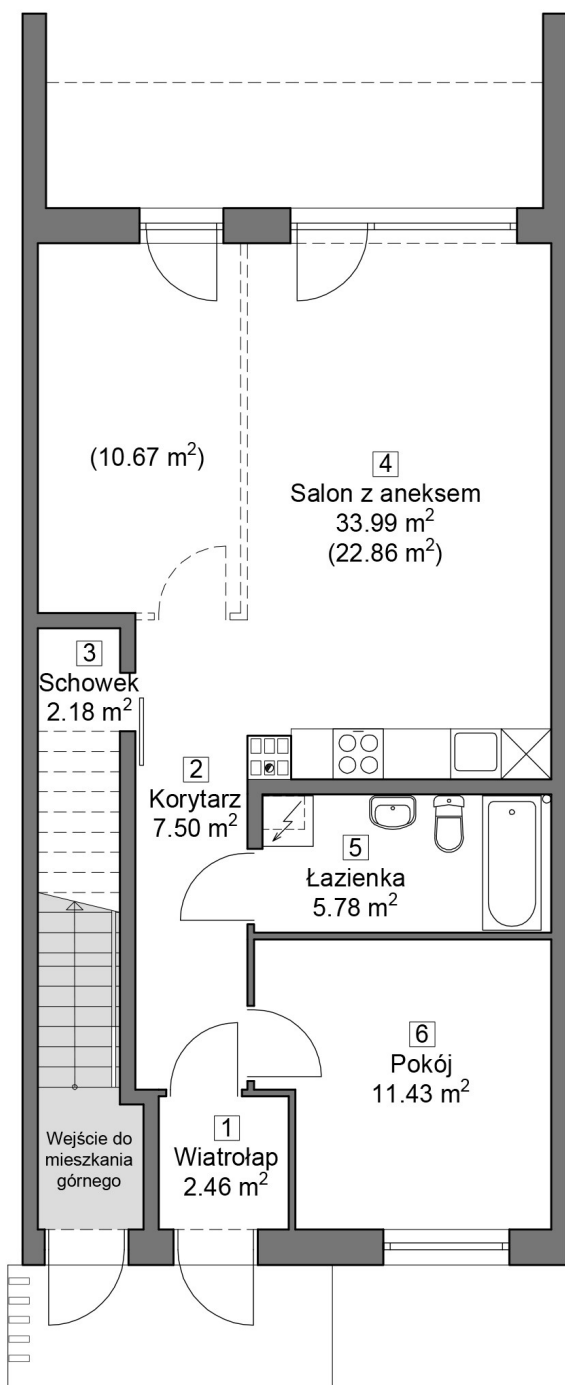 (10.67 m²)
4
Salon z aneksem
33.99 m²
(22.86 m²)
3
Schowek
2.18 m²
2
Korytarz
7.50 m²
5
Łazienka
5.78 m²
6
Pokój
11.43 m²
1
Wiatrołap
2.46 m²
Wejście do
mieszkania
górnego